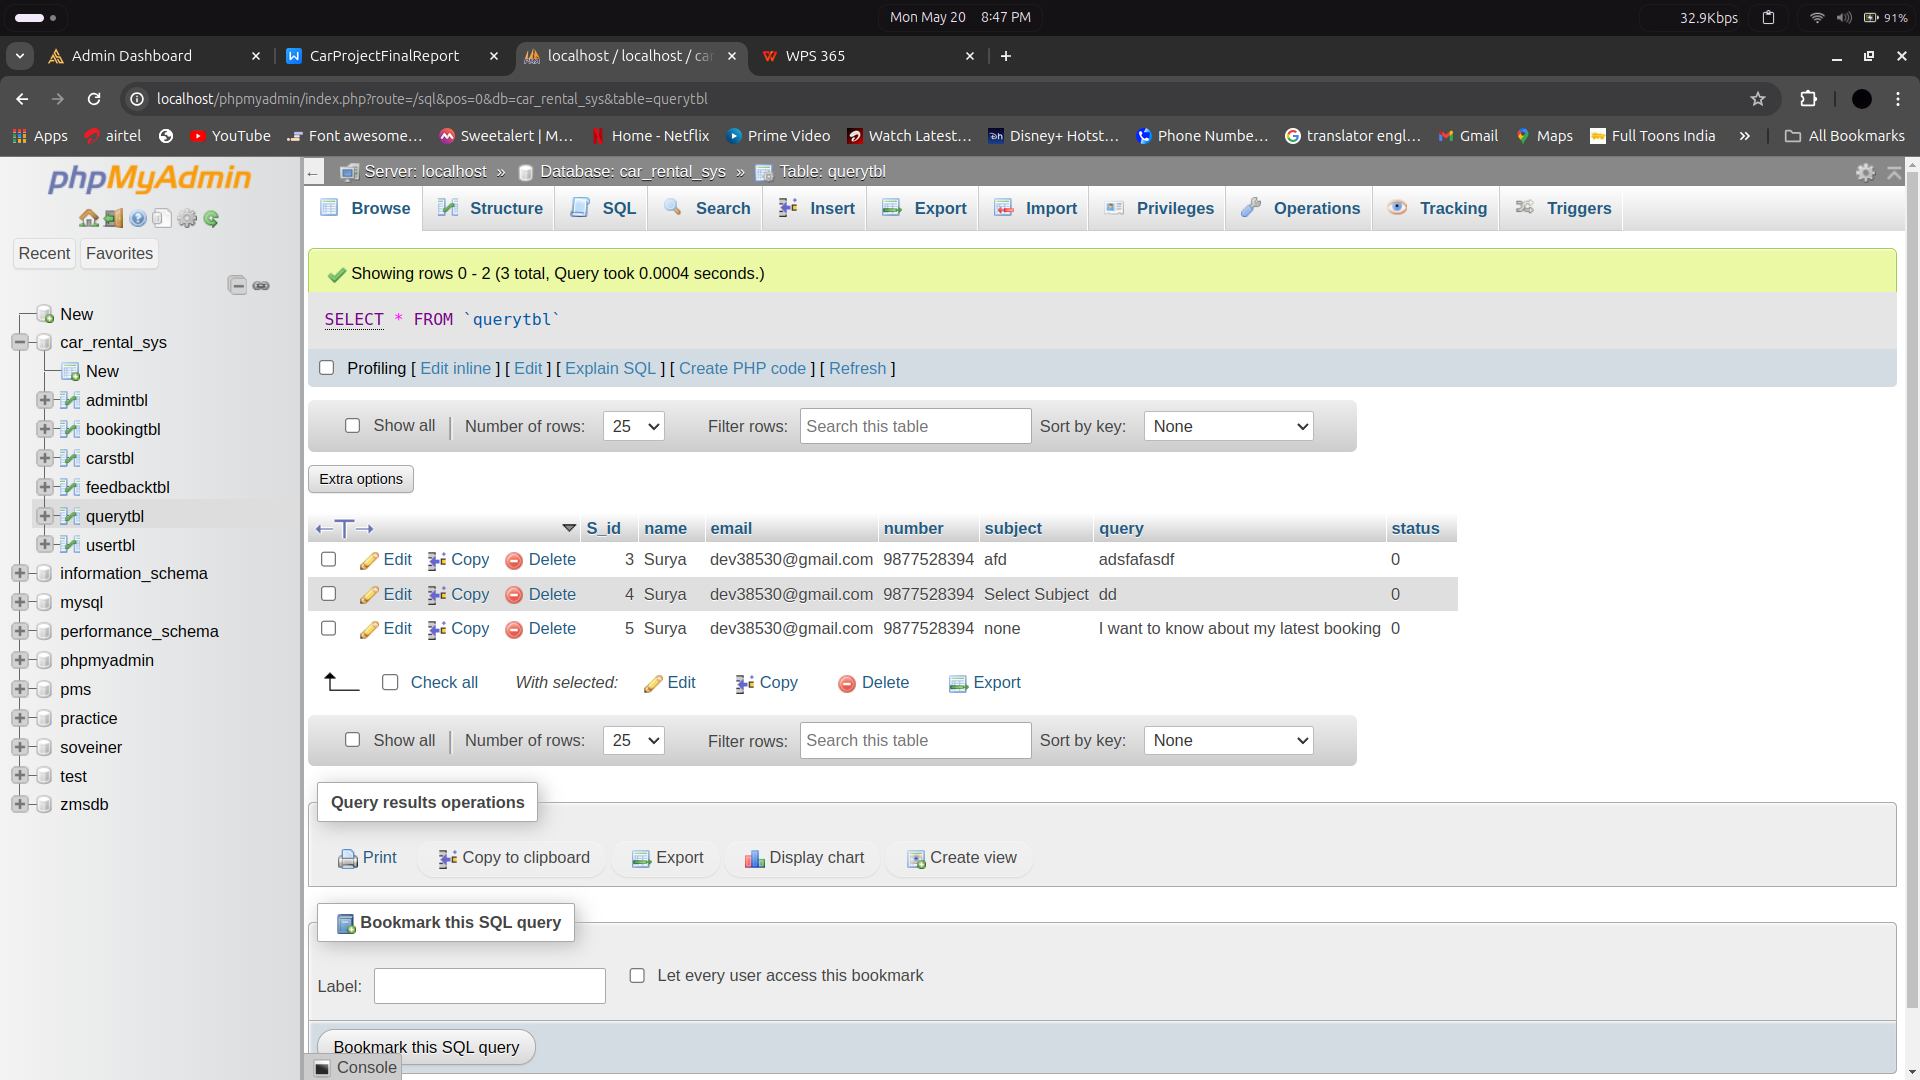 Mon May 20 8:47 PM
32.9Kbps
91%
Admin Dashboard
CarProjectFinalReport
localhost / localhost / car
WPS 365
localhost/phpmyadmin/index.php?route=/sql&pos=0&db=car_rental_sys&table=querytbl
Apps
airtel
YouTube
Font awesome...
Sweetalert | M...
Home - Netflix
Prime Video
Watch Latest...
Disney+ Hotst...
Phone Numbe...
translator engl...
Gmail
Maps
Full Toons India
»
All Bookmarks
phpMyAdmin
Recent
Favorites
New
car_rental_sys
New
admintbl
bookingtbl
carstbl
feedbacktbl
querytbl
usertbl
information_schema
mysql
performance_schema
phpmyadmin
pms
practice
soveiner
test
zmsdb
Server: localhost » Database: car_rental_sys » Table: querytbl
Browse Structure SQL Search Insert Export Import Privileges Operations Tracking Triggers
Showing rows 0 - 2 (3 total, Query took 0.0004 seconds.)
SELECT * FROM `querytbl`
Profiling [ Edit inline ] [ Edit ] [ Explain SQL ] [ Create PHP code ] [ Refresh ]
Show all Number of rows: 25 Filter rows: Search this table Sort by key: None
Extra options
S_id name email number subject query status
Edit Copy Delete 3 Surya dev38530@gmail.com 9877528394 afd adsfafasdf 0
Edit Copy Delete 4 Surya dev38530@gmail.com 9877528394 Select Subject dd 0
Edit Copy Delete 5 Surya dev38530@gmail.com 9877528394 none I want to know about my latest booking 0
Check all With selected: Edit Copy Delete Export
Show all Number of rows: 25 Filter rows: Search this table Sort by key: None
Query results operations
Print Copy to clipboard Export Display chart Create view
Bookmark this SQL query
Label: Let every user access this bookmark
Bookmark this SQL query
Console